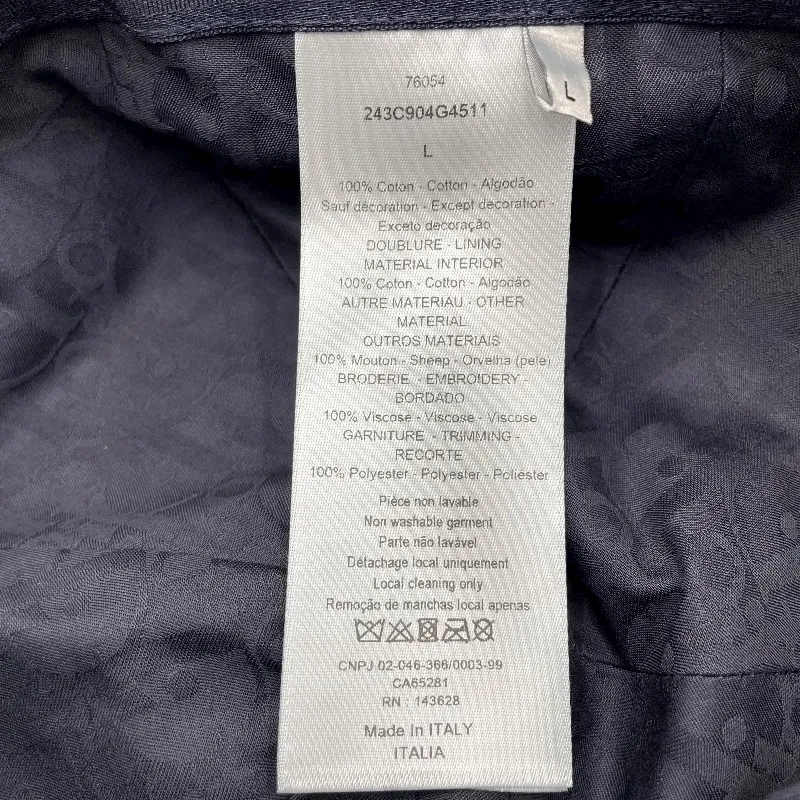 76054
243C904G4511
L
L
100% Coton - Cotton - Algodão
Sauf décoration - Except decoration -
Exceto decoração
DOUBLURE - LINING
MATERIAL INTERIOR
100% Coton - Cotton - Algodão
AUTRE MATERIAU - OTHER
MATERIAL
OUTROS MATERIAIS
100% Mouton - Sheep - Orvelha (pele)
BRODERIE - EMBROIDERY -
BORDADO
100% Viscose - Viscose - Viscose
GARNITURE - TRIMMING -
RECORTE
100% Polyester - Polyester - Poliéster
Pièce non lavable
Non washable garment
Parte não lavável
Détachage local uniquement
Local cleaning only
Remoção de manchas local apenas
CNPJ 02-046-366/0003-99
CA65281
RN : 143628
Made In ITALY
ITALIA